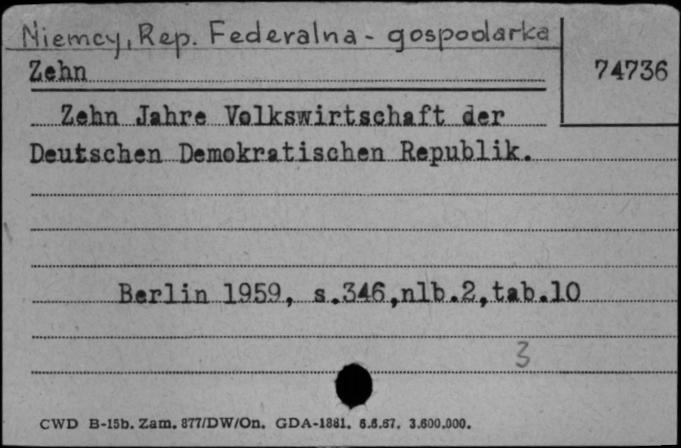 Niemcy, Rep. Federalna - gospodarka
Zehn
74736
Zehn Jahre Volkswirtschaft der
Deutschen Demokratischen Republik.
Berlin 1959, s.346,nlb.2,tab.10
3
CWD B-15b. Zam. 877/DW/On. GDA-1881. 6.6.67. 3.600.000.